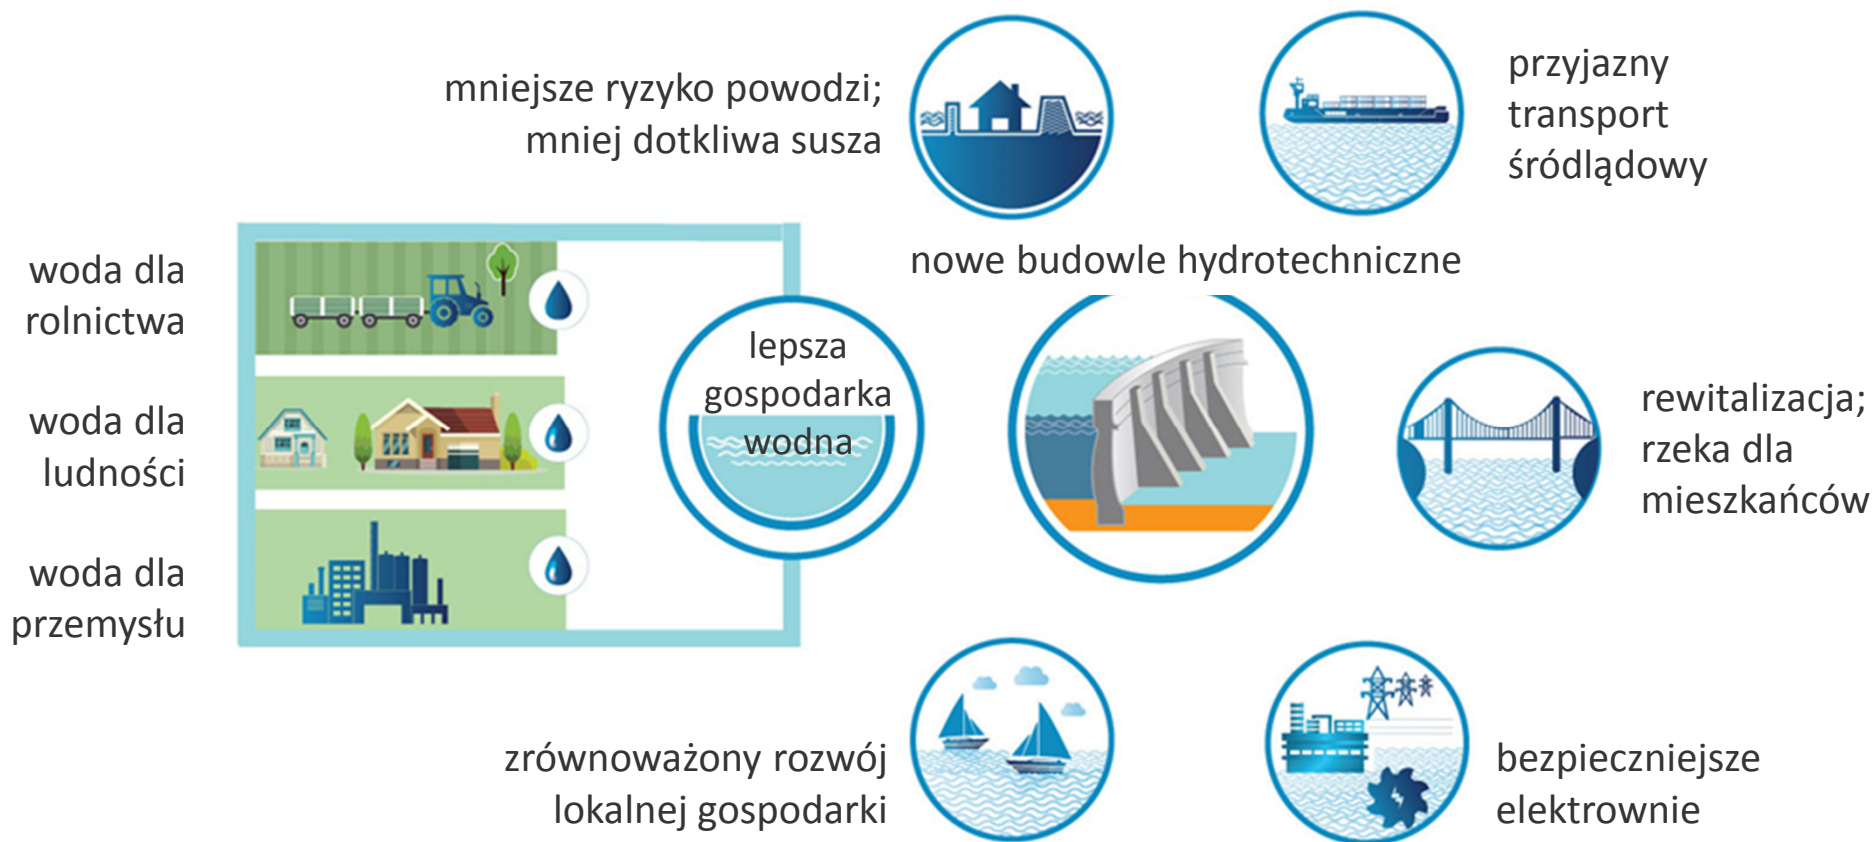 mniejsze ryzyko powodzi;
mniej dotkliwa susza
przyjazny
transport
śródlądowy
nowe budowle hydrotechniczne
woda dla
rolnictwa
woda dla
ludności
woda dla
przemysłu
lepsza
gospodarka
wodna
rewitalizacja;
rzeka dla
mieszkańców
zrównoważony rozwój
lokalnej gospodarki
bezpieczniejsze
elektrownie